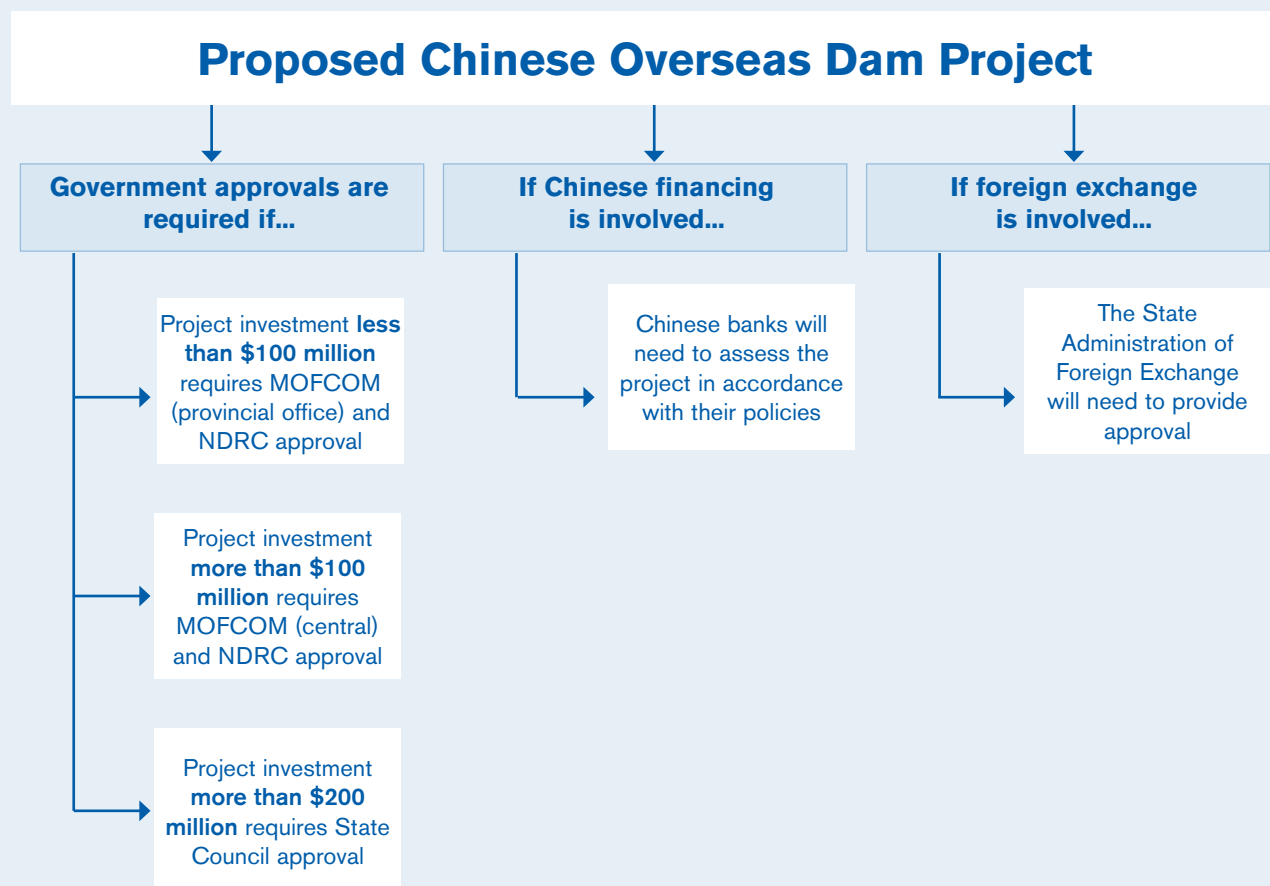 Proposed Chinese Overseas Dam Project
Government approvals are
required if...
Project investment less
than $100 million
requires MOFCOM
(provincial office) and
NDRC approval
Project investment
more than $100
million requires
MOFCOM (central)
and NDRC approval
Project investment
more than $200
million requires State
Council approval
If Chinese financing
is involved...
Chinese banks will
need to assess the
project in accordance
with their policies
If foreign exchange
is involved...
The State
Administration of
Foreign Exchange
will need to provide
approval